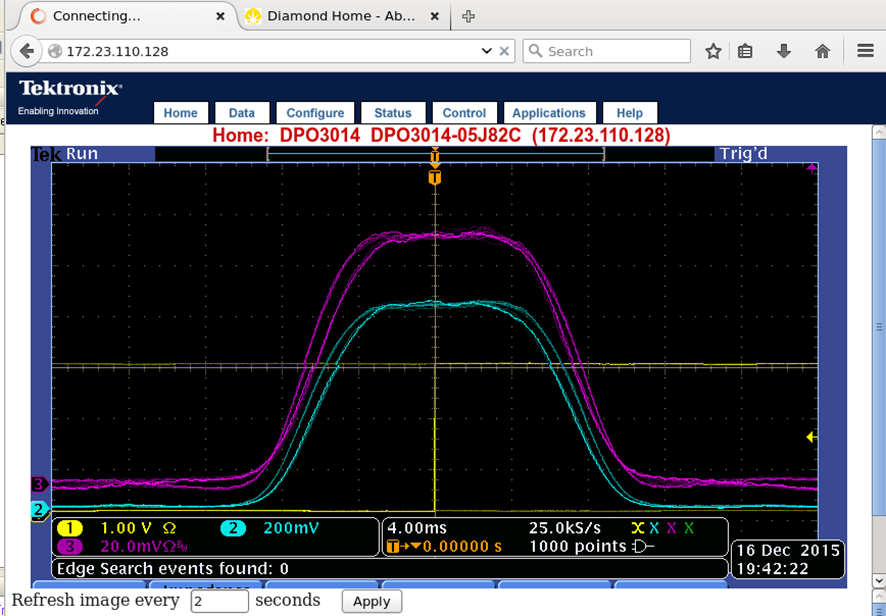 Connecting...
Diamond Home - Ab...
172.23.110.128
Search
Tektronix
Enabling Innovation
Home Data Configure Status Control Applications Help
Home: DPO3014 DPO3014-05J82C (172.23.110.128)
Tek Run Trig'd
T
T
3
2
1 1.00 V Ω 2 200mV 4.00ms 25.0kS/s X X X X
3 20.0mVΩ T→▼0.00000 s 1000 points
16 Dec 2015
Edge Search events found: 0
19:42:22
Refresh image every 2 seconds Apply